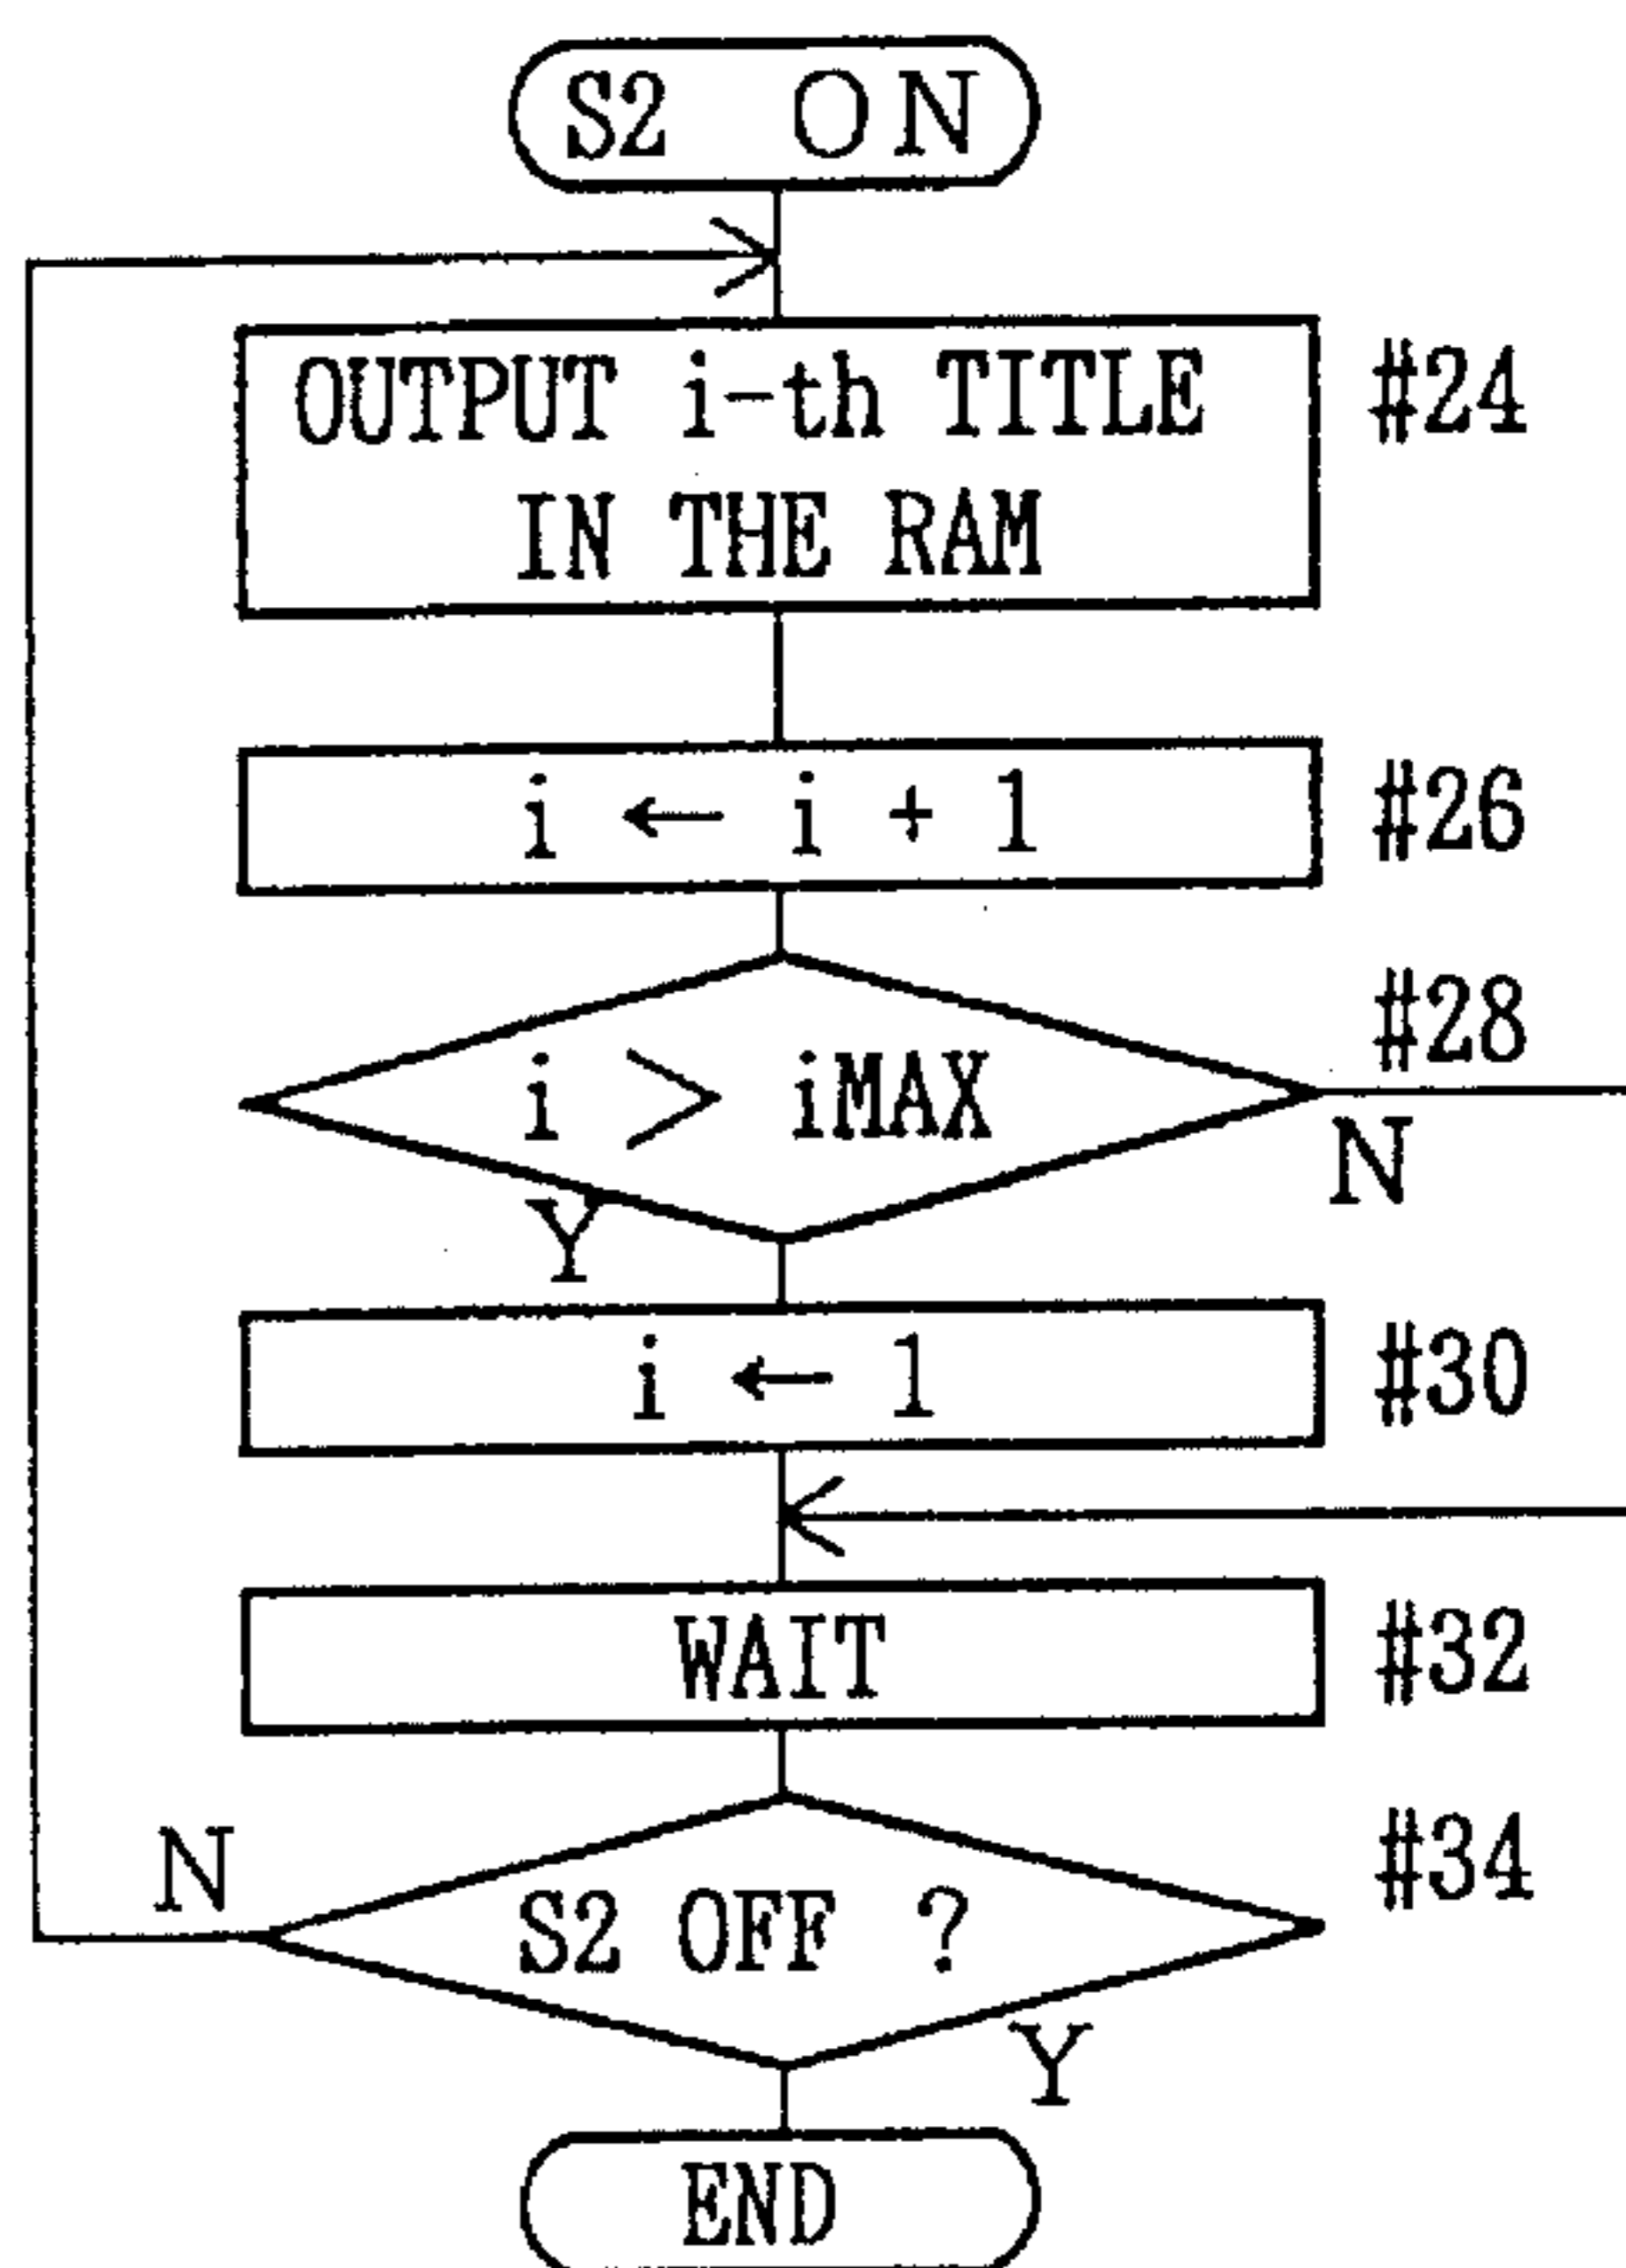 S2 ON
OUTPUT i-th TITLE
IN THE RAM
#24
i ← i + 1
#26
#28
i > iMAX
N
Y
i ← 1
#30
WAIT
#32
#34
N
S2 OFF ?
Y
END